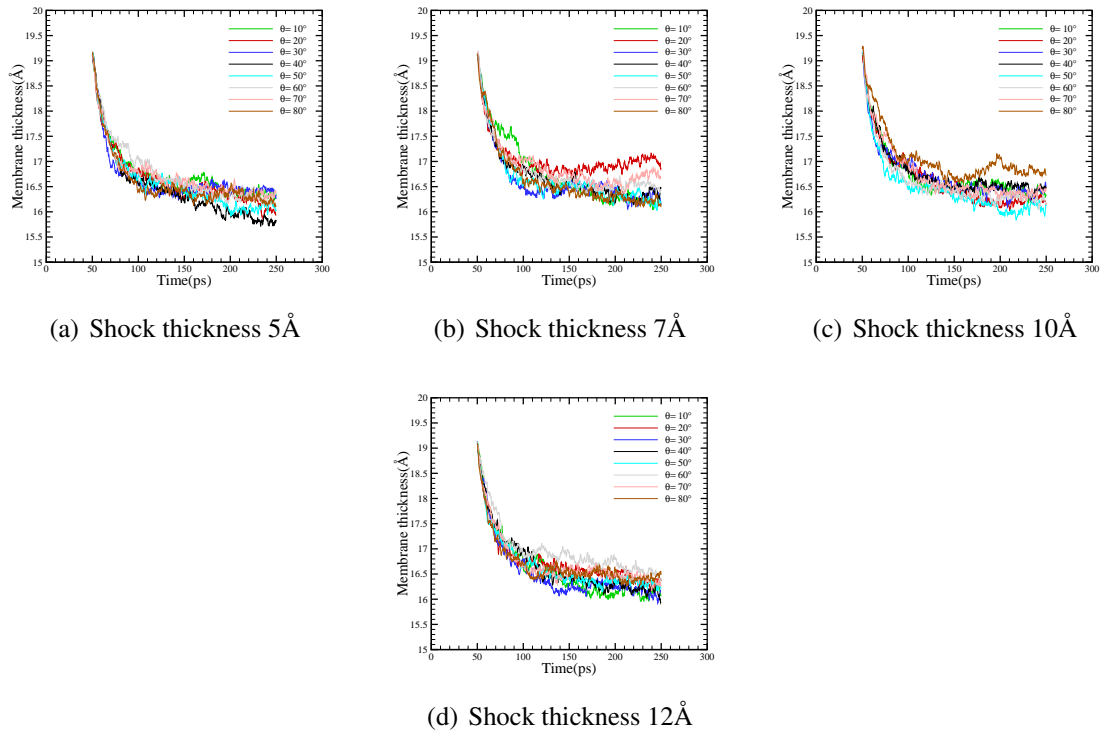 20
19.5
19
18.5
18
17.5
17
16.5
16
15.5
15
Membrane thickness(Å)
0 50 100 150 200 250 300
Time(ps)
θ= 10°
θ= 20°
θ= 30°
θ= 40°
θ= 50°
θ= 60°
θ= 70°
θ= 80°
(a) Shock thickness 5Å
20
19.5
19
18.5
18
17.5
17
16.5
16
15.5
15
Membrane thickness(Å)
0 50 100 150 200 250 300
Time(ps)
θ= 10°
θ= 20°
θ= 30°
θ= 40°
θ= 50°
θ= 60°
θ= 70°
θ= 80°
(b) Shock thickness 7Å
20
19.5
19
18.5
18
17.5
17
16.5
16
15.5
15
Membrane thickness(Å)
0 50 100 150 200 250 300
Time(ps)
θ= 10°
θ= 20°
θ= 30°
θ= 40°
θ= 50°
θ= 60°
θ= 70°
θ= 80°
(c) Shock thickness 10Å
20
19.5
19
18.5
18
17.5
17
16.5
16
15.5
15
Membrane thickness(Å)
0 50 100 150 200 250 300
Time(ps)
θ= 10°
θ= 20°
θ= 30°
θ= 40°
θ= 50°
θ= 60°
θ= 70°
θ= 80°
(d) Shock thickness 12Å